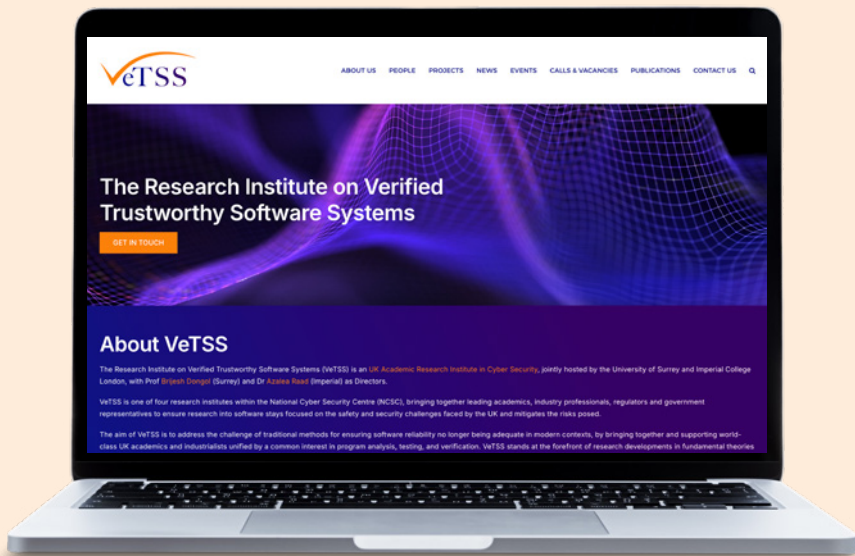 VeTSS
ABOUT US PEOPLE PROJECTS NEWS EVENTS CALLS & VACANCIES PUBLICATIONS CONTACT US
The Research Institute on Verified
Trustworthy Software Systems
GET IN TOUCH
About VeTSS
The Research Institute on Verified Trustworthy Software Systems (VeTSS) is an UK Academic Research Institute in Cyber Security, jointly hosted by the University of Surrey and Imperial College
London, with Prof Brijesh Dongol (Surrey) and Dr Azalea Raad (Imperial) as Directors.
VeTSS is one of four research institutes within the National Cyber Security Centre (NCSC), bringing together leading academics, industry professionals, regulators and government
representatives to ensure research into software stays focused on the safety and security challenges faced by the UK and mitigates the risks posed.
The aim of VeTSS is to address the challenge of traditional methods for ensuring software reliability no longer being adequate in modern contexts, by bringing together and supporting world-
class UK academics and industrialists unified by a common interest in program analysis, testing, and verification. VeTSS stands at the forefront of research developments in fundamental theories